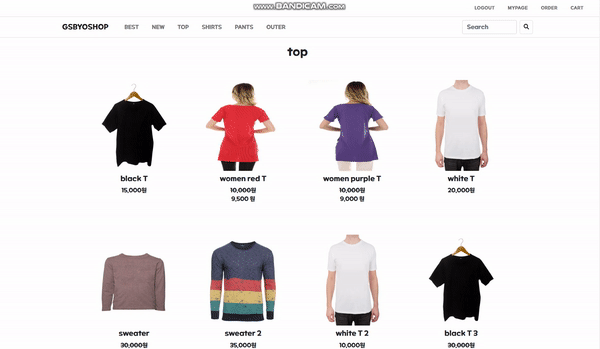 www.BANDICAM.com
LOGOUT MYPAGE ORDER CART
GSBYOSHOP BEST NEW TOP SHIRTS PANTS OUTER Search
top
black T women red T women purple T white T
15,000원 10,000원 10,000원 20,000원
9,500 원 9,000 원
sweater sweater 2 white T 2 black T 3
30,000원 35,000원 10,000원 30,000원